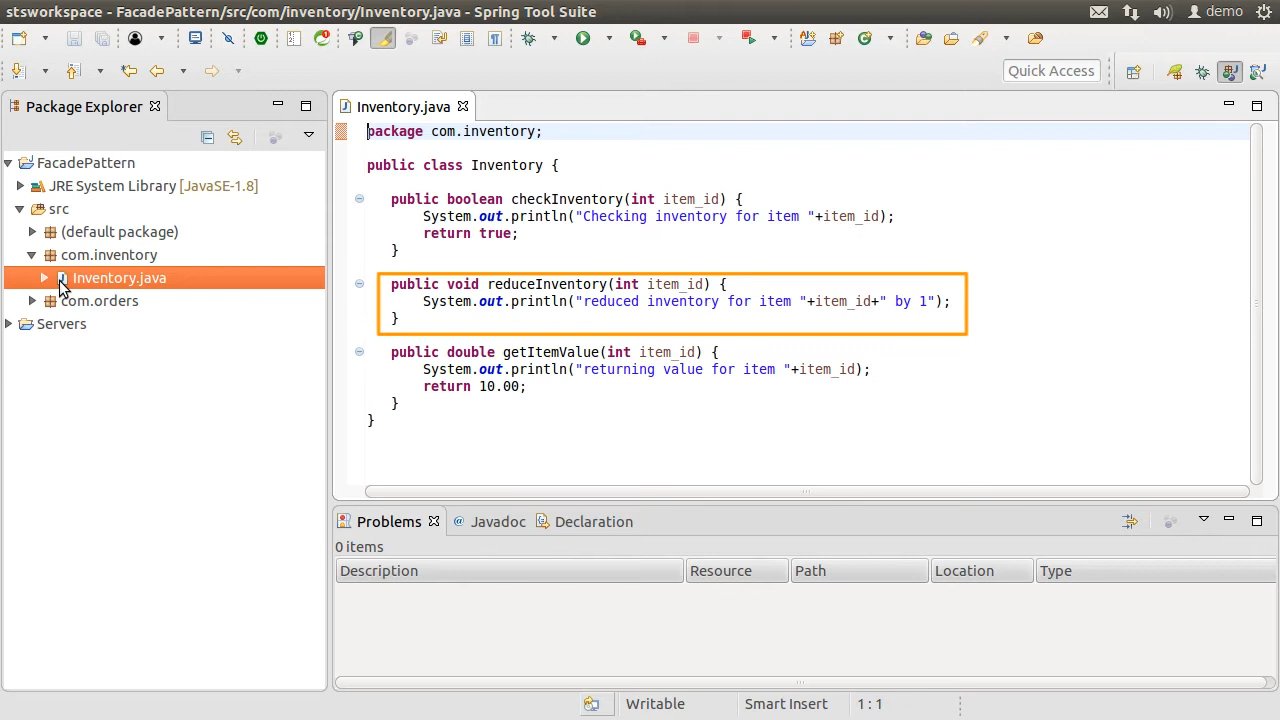 stsworkspace - FacadePattern/src/com/inventory/Inventory.java - Spring Tool Suite
demo
Quick Access
Package Explorer
FacadePattern
JRE System Library [JavaSE-1.8]
src
(default package)
com.inventory
Inventory.java
com.orders
Servers
Inventory.java
package com.inventory;
public class Inventory {
public boolean checkInventory(int item_id) {
System.out.println("Checking inventory for item "+item_id);
return true;
}
public void reduceInventory(int item_id) {
System.out.println("reduced inventory for item "+item_id+" by 1");
}
public double getItemValue(int item_id) {
System.out.println("returning value for item "+item_id);
return 10.00;
}
}
Problems @ Javadoc Declaration
0 items
Description Resource Path Location Type
Writable Smart Insert 1 : 1